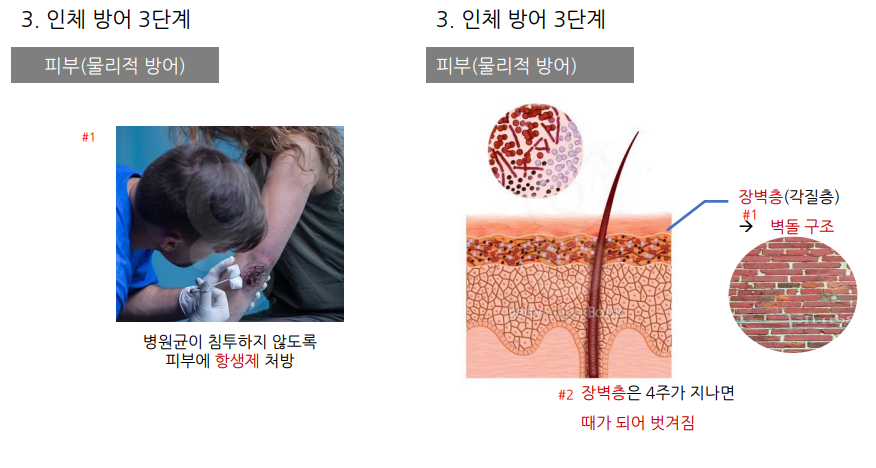 3. 인체 방어 3단계
피부(물리적 방어)
#1
병원균이 침투하지 않도록
피부에 항생제 처방
3. 인체 방어 3단계
피부(물리적 방어)
장벽층(각질층)
#1
→ 벽돌 구조
#2 장벽층은 4주가 지나면
때가 되어 벗겨짐